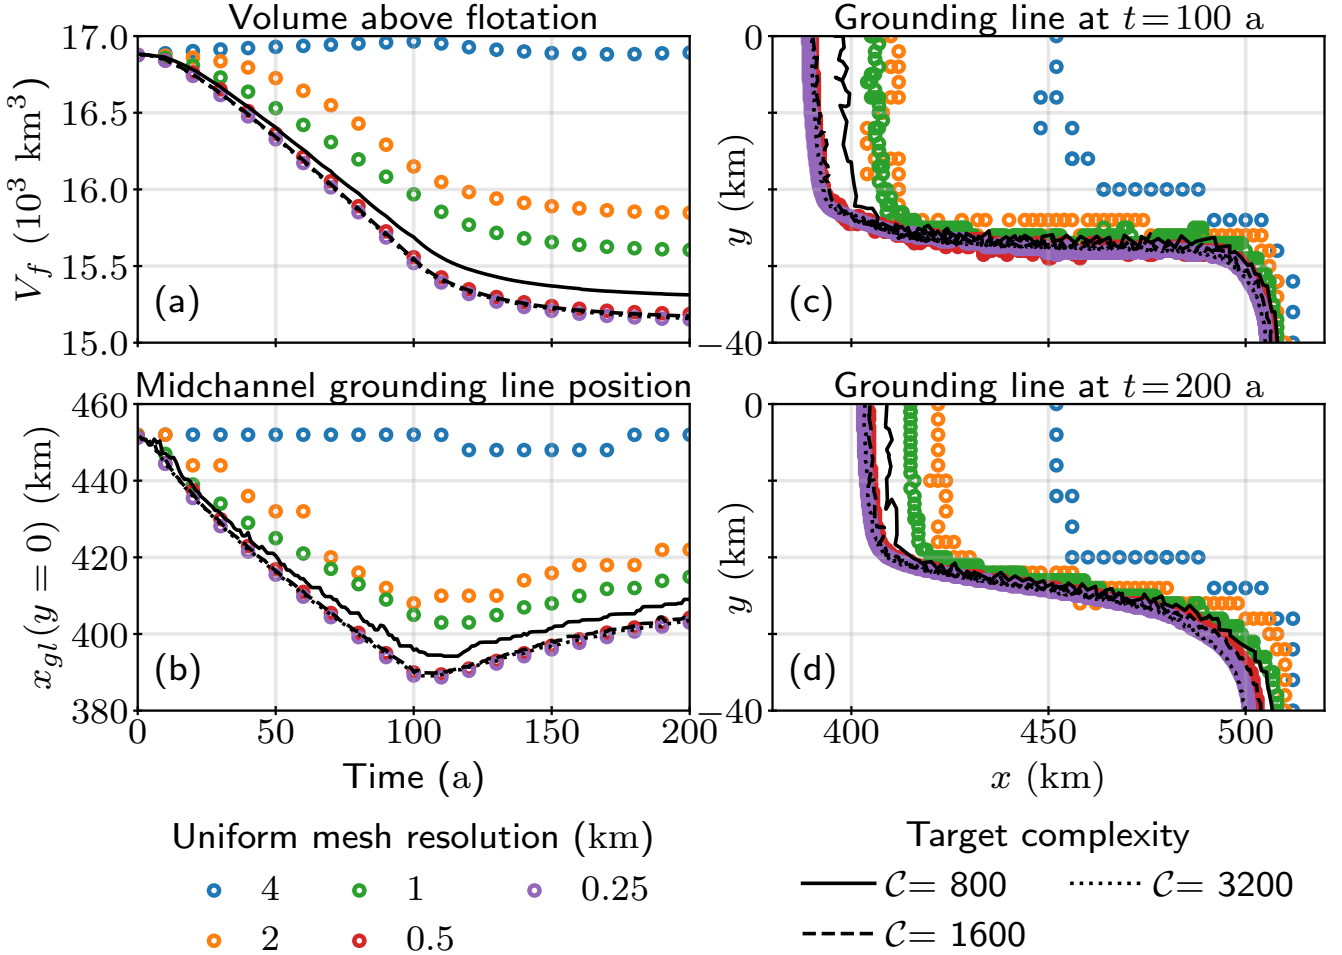 Volume above flotation
17.0
16.5
16.0
15.5
15.0
V_f (10^3 km^3)
(a)
Grounding line at t=100 a
0
−40
y (km)
(c)
Midchannel grounding line position
460
440
420
400
380
x_gl(y = 0) (km)
(b)
0 50 100 150 200
Time (a)
Grounding line at t=200 a
0
−40
y (km)
(d)
400 450 500
x (km)
Uniform mesh resolution (km)
4 1 0.25
2 0.5
Target complexity
C= 800 C= 3200
C= 1600